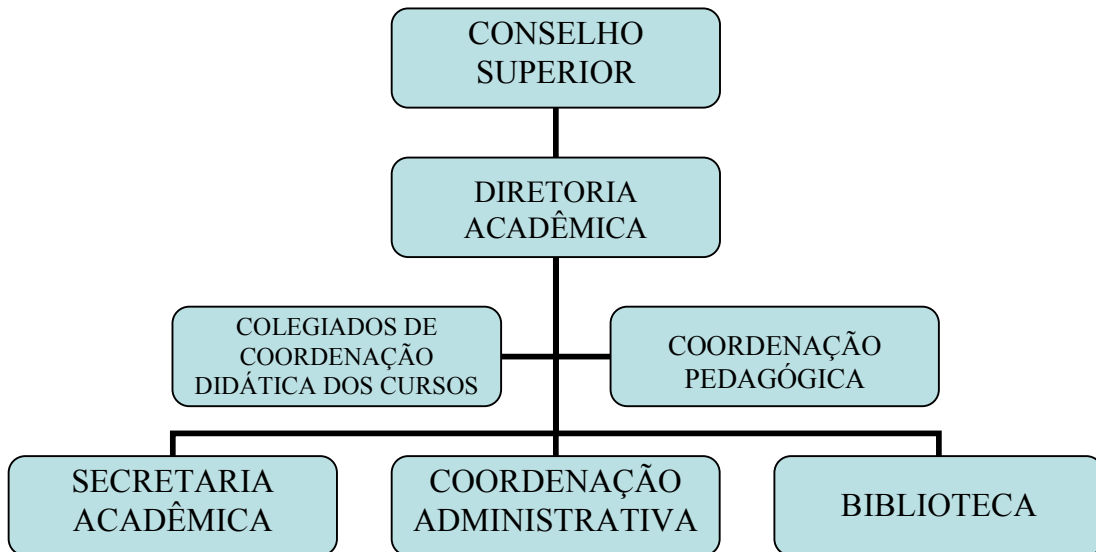 CONSELHO
SUPERIOR
DIRETORIA
ACADÊMICA
COLEGIADOS DE
COORDENAÇÃO
DIDÁTICA DOS CURSOS
COORDENAÇÃO
PEDAGÓGICA
SECRETARIA
ACADÊMICA
COORDENAÇÃO
ADMINISTRATIVA
BIBLIOTECA